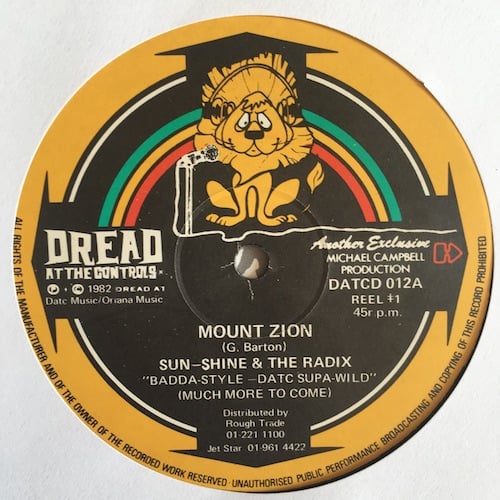 DREAD
AT THE CONTROLS
℗ · © 1982 DREAD AT
Datc Music/Oriana Music
Another Exclusive
MICHAEL CAMPBELL
PRODUCTION
DATCD 012A
REEL ‡1
45r p.m.
MOUNT ZION
(G. Barton)
SUN-SHINE & THE RADIX
"BADDA-STYLE -DATC SUPA-WILD"
(MUCH MORE TO COME)
Distributed by
Rough Trade
01-221 1100
Jet Star 01-961 4422
ALL RIGHTS OF THE MANUFACTURER AND OF THE OWNER OF THE RECORDED WORK RESERVED · UNAUTHORISED PUBLIC PERFORMANCE BROADCASTING AND COPYING OF THIS RECORD PROHIBITED